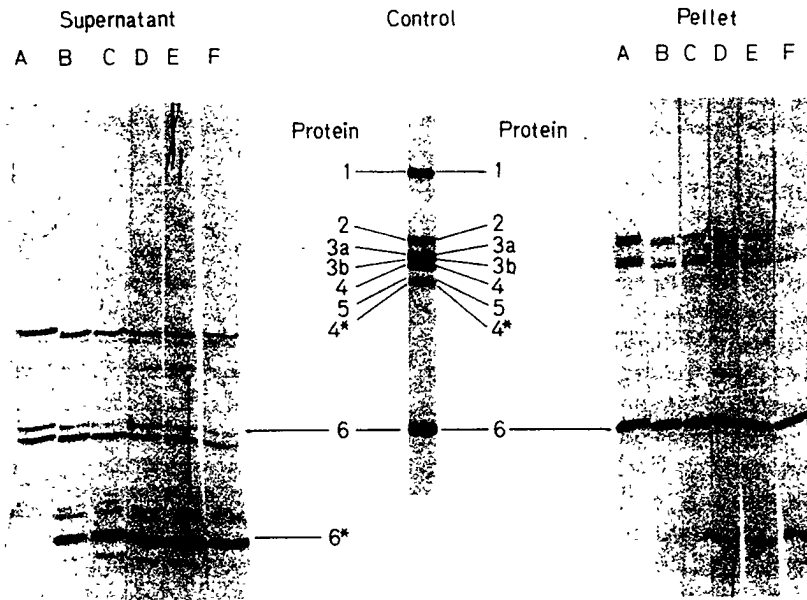 Supernatant Control Pellet
A B C D E F A B C D E F
Protein Protein
1 1
2 2
3a 3a
3b 3b
4 4
5 5
4* 4*
6 6
6*